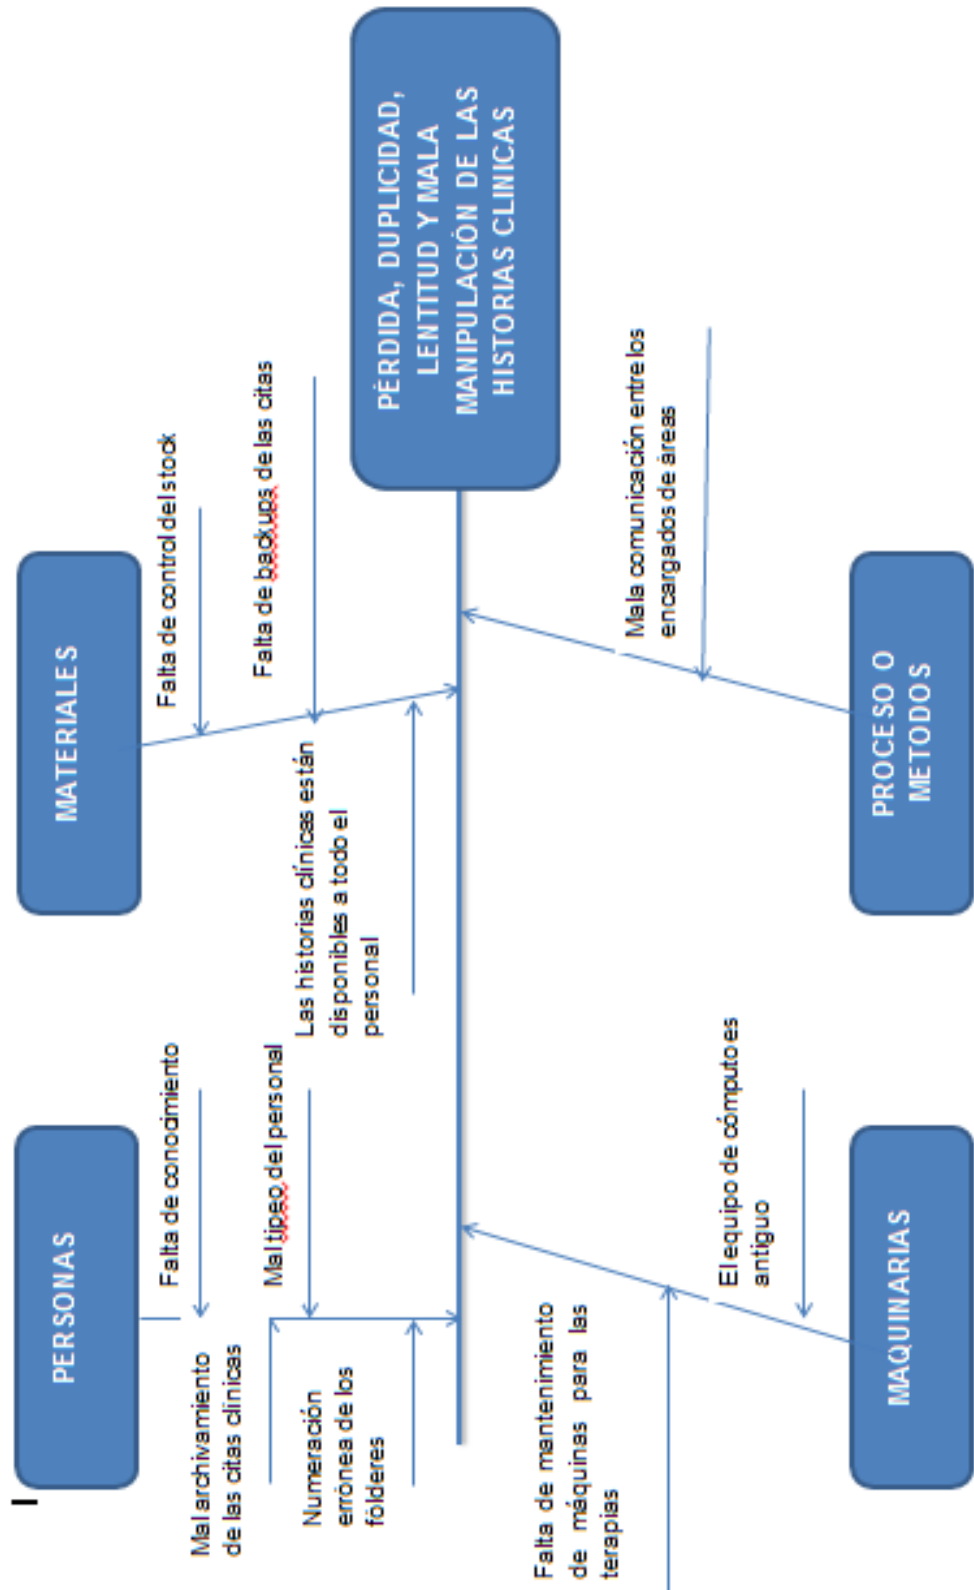 PERSONAS
MATERIALES
Falta de conocimiento
Mal archivamiento
de las citas clínicas
Mal tipeo del personal
Numeración
errónea de los
fólderes
Falta de control del stock
Falta de backups de las citas
Las historias clínicas están
disponibles a todo el
personal
PÉRDIDA, DUPLICIDAD,
LENTITUD Y MALA
MANIPULACIÓN DE LAS
HISTORIAS CLINICAS
Falta de mantenimiento
de máquinas para las
terapias
El equipo de cómputo es
antiguo
Mala comunicación entre los
encargados de áreas
MAQUINARIAS
PROCESO O
METODOS